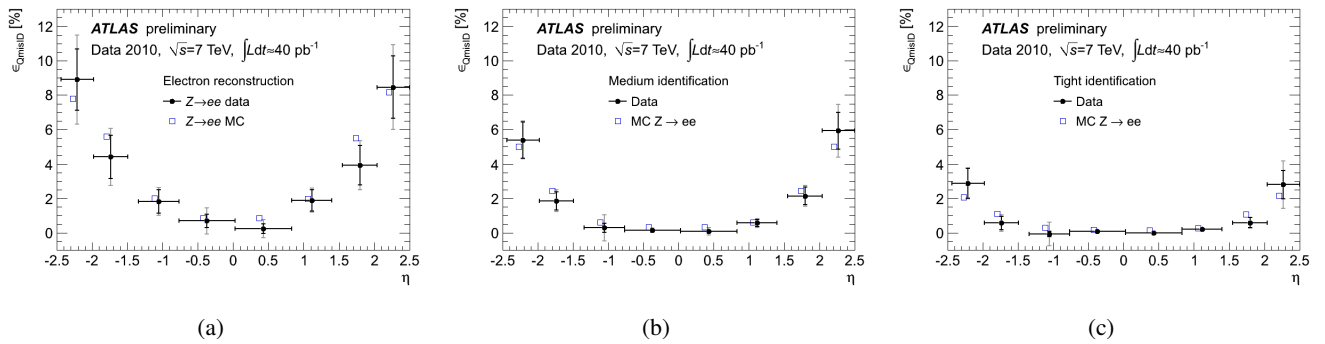 ε_QmisID [%]
12
10
8
6
4
2
0
ATLAS preliminary
Data 2010, √s=7 TeV, ∫Ldt≈40 pb⁻¹
Electron reconstruction
Z→ee data
Z→ee MC
-2.5 -2 -1.5 -1 -0.5 0 0.5 1 1.5 2 2.5
η
(a)
ε_QmisID [%]
12
10
8
6
4
2
0
ATLAS preliminary
Data 2010, √s=7 TeV, ∫Ldt≈40 pb⁻¹
Medium identification
Data
MC Z → ee
-2.5 -2 -1.5 -1 -0.5 0 0.5 1 1.5 2 2.5
η
(b)
ε_QmisID [%]
12
10
8
6
4
2
0
ATLAS preliminary
Data 2010, √s=7 TeV, ∫Ldt≈40 pb⁻¹
Tight identification
Data
MC Z → ee
-2.5 -2 -1.5 -1 -0.5 0 0.5 1 1.5 2 2.5
η
(c)